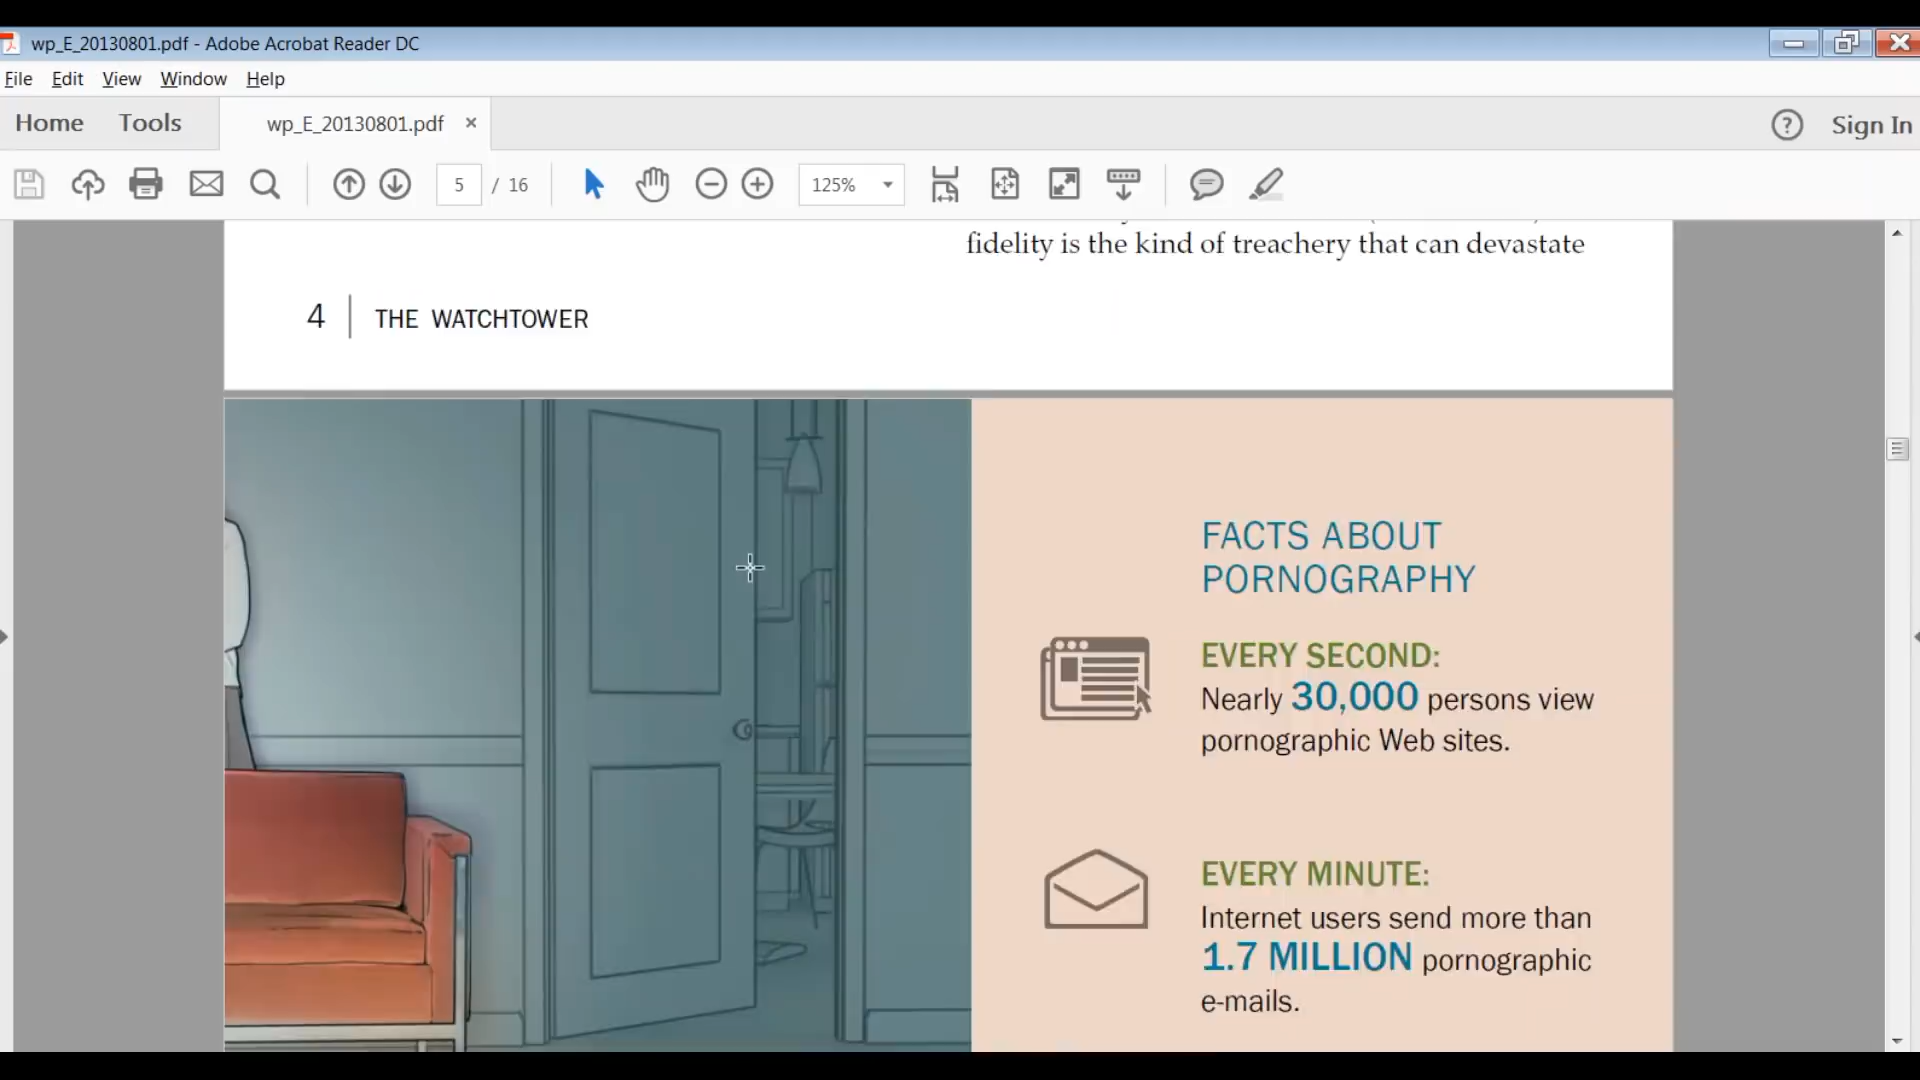 wp_E_20130801.pdf - Adobe Acrobat Reader DC
File Edit View Window Help
Home Tools wp_E_20130801.pdf × ? Sign In
5 / 16 125%
fidelity is the kind of treachery that can devastate
4 | THE WATCHTOWER
FACTS ABOUT
PORNOGRAPHY
EVERY SECOND:
Nearly 30,000 persons view
pornographic Web sites.
EVERY MINUTE:
Internet users send more than
1.7 MILLION pornographic
e-mails.